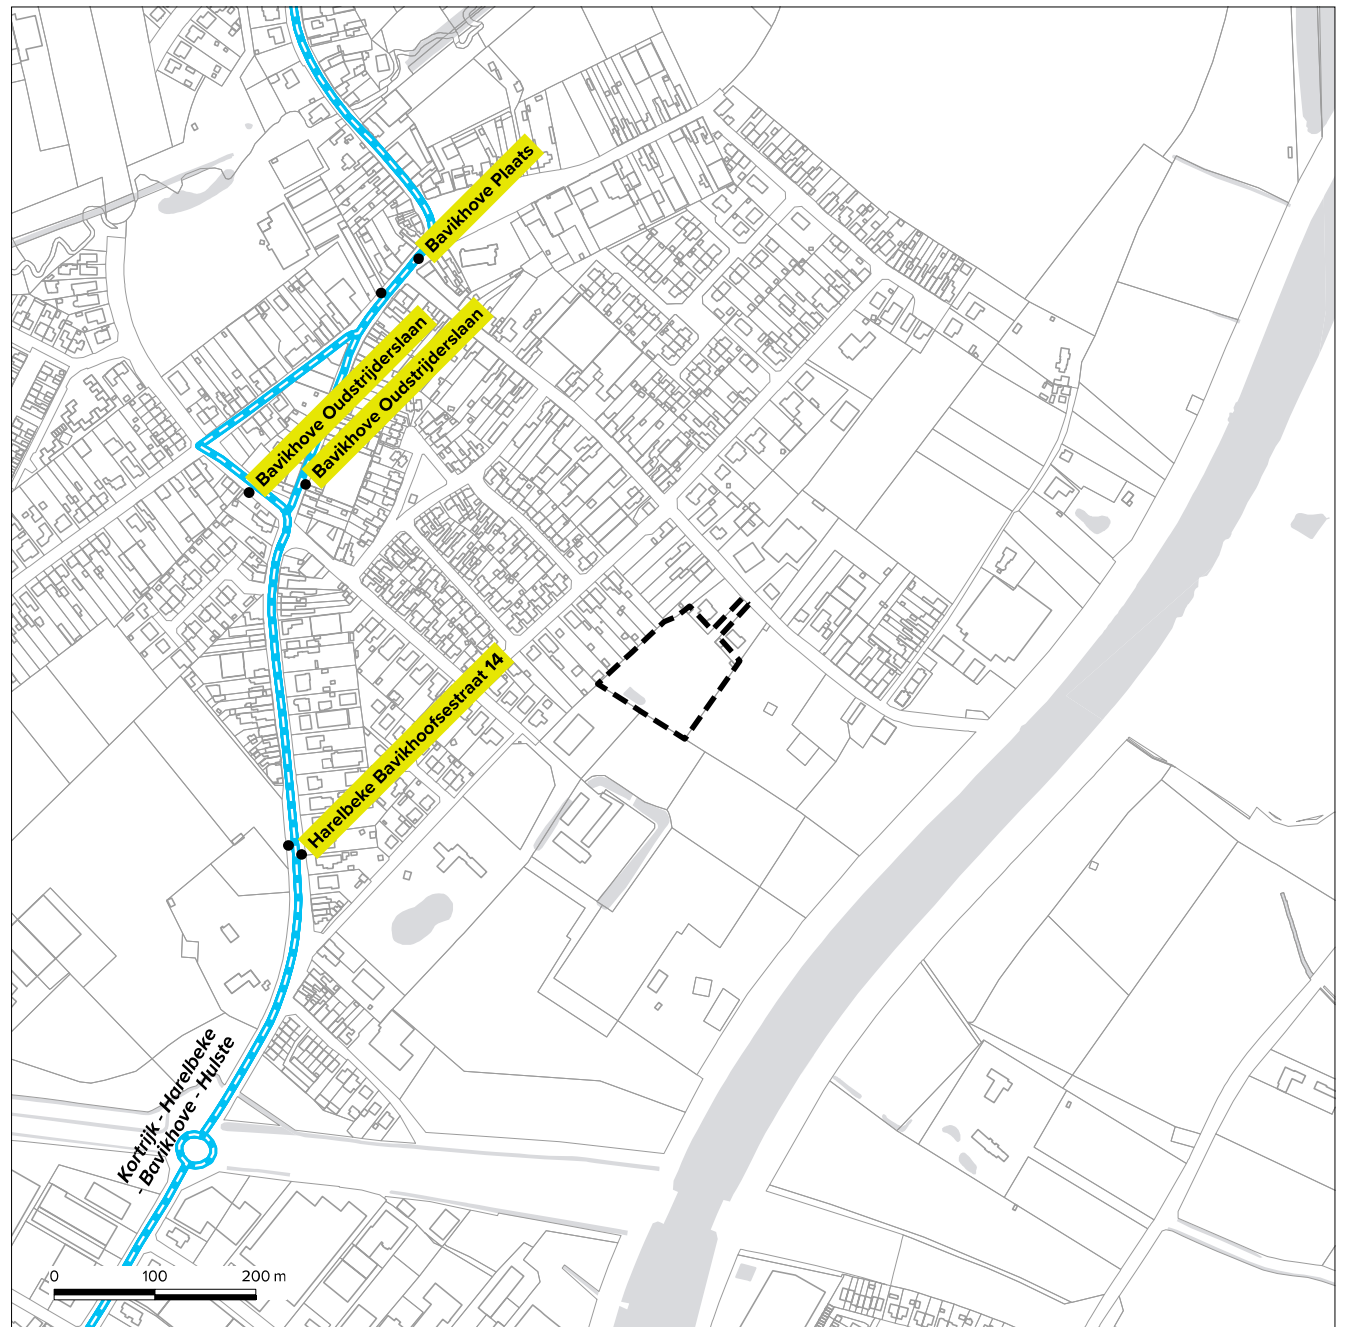 Bavikhove Plaats
Bavikhove Oudstrijderslaan
Bavikhove Oudstrijderslaan
Harelbeke Bavikhoofsestraat 14
Kortrijk - Harelbeke
- Bavikhove - Hulste
0 100 200 m